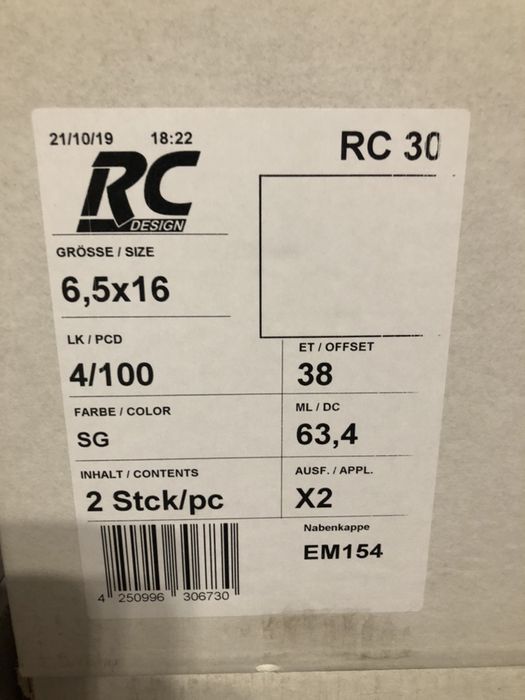 21/10/19 18:22
RC 30
RC
DESIGN
GRÖSSE / SIZE
6,5x16
LK / PCD
4/100
ET / OFFSET
38
FARBE / COLOR
SG
ML / DC
63,4
INHALT / CONTENTS
2 Stck/pc
AUSF. / APPL.
X2
Nabenkappe
EM154
4 250996 306730